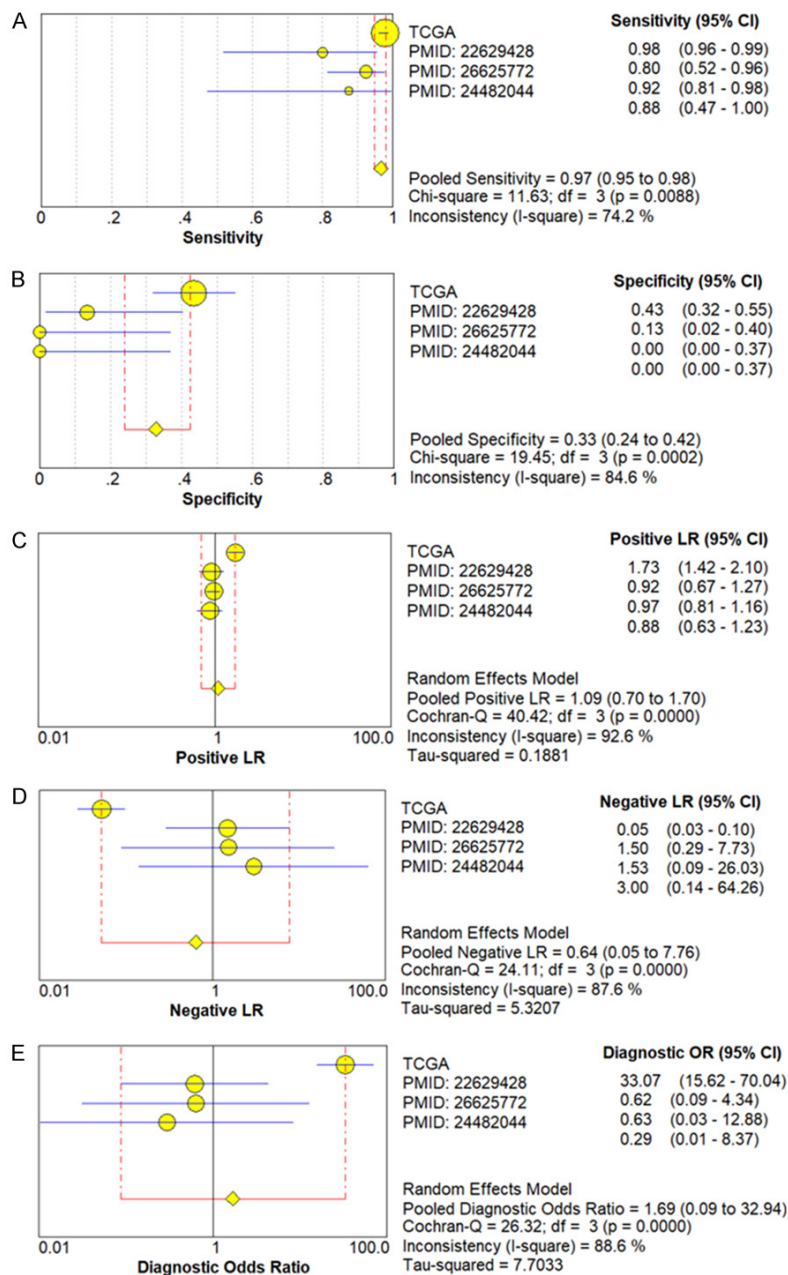 A
Sensitivity (95% CI)
TCGA 0.98 (0.96 - 0.99)
PMID: 22629428 0.80 (0.52 - 0.96)
PMID: 26625772 0.92 (0.81 - 0.98)
PMID: 24482044 0.88 (0.47 - 1.00)
Pooled Sensitivity = 0.97 (0.95 to 0.98)
Chi-square = 11.63; df = 3 (p = 0.0088)
Inconsistency (I-square) = 74.2 %
0 .2 .4 .6 .8 1
Sensitivity
B
Specificity (95% CI)
TCGA 0.43 (0.32 - 0.55)
PMID: 22629428 0.13 (0.02 - 0.40)
PMID: 26625772 0.00 (0.00 - 0.37)
PMID: 24482044 0.00 (0.00 - 0.37)
Pooled Specificity = 0.33 (0.24 to 0.42)
Chi-square = 19.45; df = 3 (p = 0.0002)
Inconsistency (I-square) = 84.6 %
0 .2 .4 .6 .8 1
Specificity
C
Positive LR (95% CI)
TCGA 1.73 (1.42 - 2.10)
PMID: 22629428 0.92 (0.67 - 1.27)
PMID: 26625772 0.97 (0.81 - 1.16)
PMID: 24482044 0.88 (0.63 - 1.23)
Random Effects Model
Pooled Positive LR = 1.09 (0.70 to 1.70)
Cochran-Q = 40.42; df = 3 (p = 0.0000)
Inconsistency (I-square) = 92.6 %
Tau-squared = 0.1881
0.01 1 100.0
Positive LR
D
Negative LR (95% CI)
TCGA 0.05 (0.03 - 0.10)
PMID: 22629428 1.50 (0.29 - 7.73)
PMID: 26625772 1.53 (0.09 - 26.03)
PMID: 24482044 3.00 (0.14 - 64.26)
Random Effects Model
Pooled Negative LR = 0.64 (0.05 to 7.76)
Cochran-Q = 24.11; df = 3 (p = 0.0000)
Inconsistency (I-square) = 87.6 %
Tau-squared = 5.3207
0.01 1 100.0
Negative LR
E
Diagnostic OR (95% CI)
TCGA 33.07 (15.62 - 70.04)
PMID: 22629428 0.62 (0.09 - 4.34)
PMID: 26625772 0.63 (0.03 - 12.88)
PMID: 24482044 0.29 (0.01 - 8.37)
Random Effects Model
Pooled Diagnostic Odds Ratio = 1.69 (0.09 to 32.94)
Cochran-Q = 26.32; df = 3 (p = 0.0000)
Inconsistency (I-square) = 88.6 %
Tau-squared = 7.7033
0.01 1 100.0
Diagnostic Odds Ratio